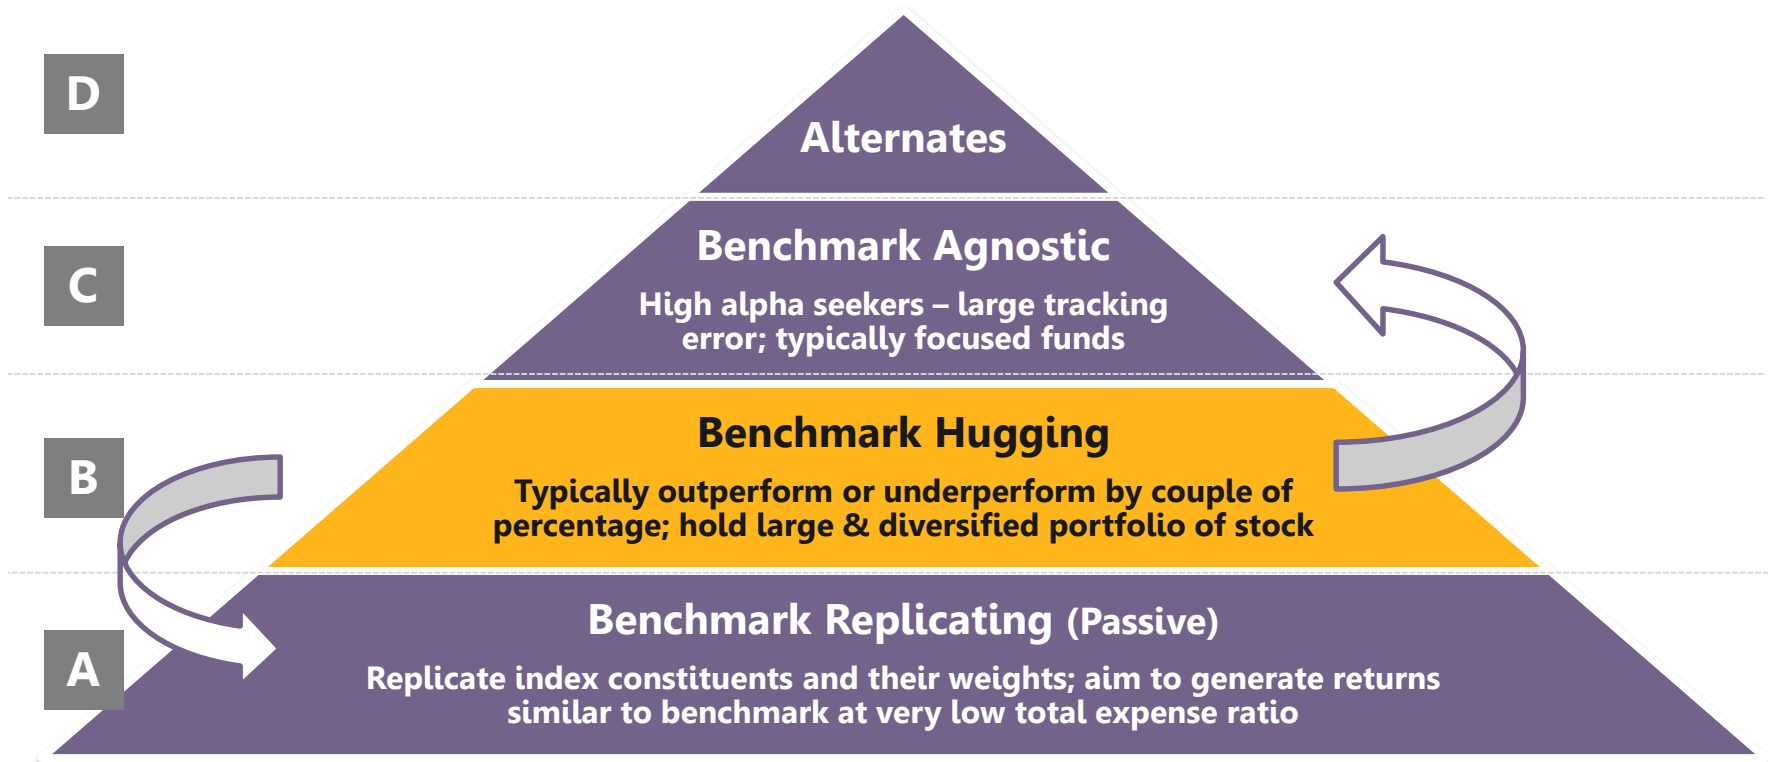 D
Alternates
C
Benchmark Agnostic
High alpha seekers – large tracking
error; typically focused funds
B
Benchmark Hugging
Typically outperform or underperform by couple of
percentage; hold large & diversified portfolio of stock
A
Benchmark Replicating (Passive)
Replicate index constituents and their weights; aim to generate returns
similar to benchmark at very low total expense ratio